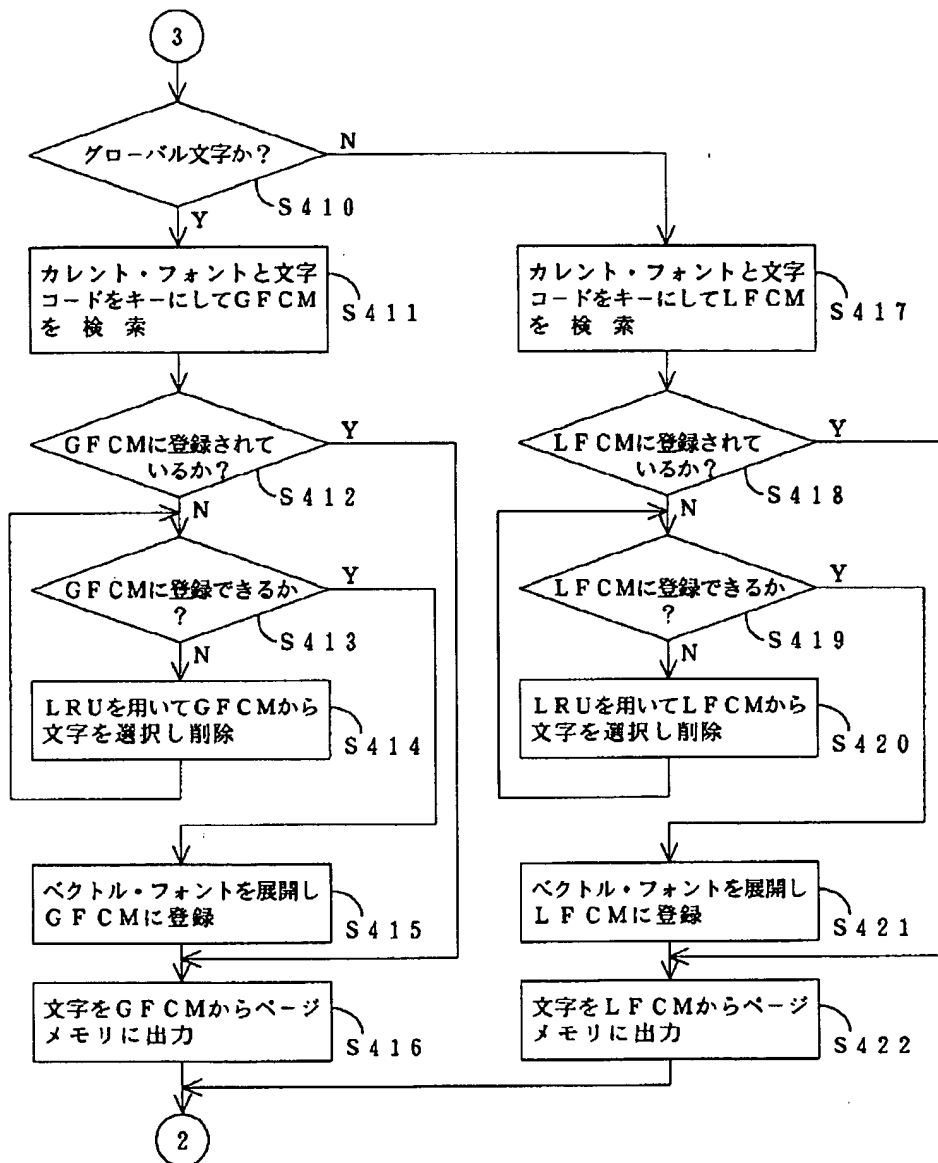 3
グローバル文字か?
N
S410
Y
カレント・フォントと文字
コードをキーにしてGFCM
を検索
S411
カレント・フォントと文字
コードをキーにしてLFCM
を検索
S417
GFCMに登録されて
いるか?
Y
S412
N
LFCMに登録されて
いるか?
Y
S418
N
GFCMに登録できるか
?
Y
S413
N
LFCMに登録できるか
?
Y
S419
N
LRUを用いてGFCMから
文字を選択し削除
S414
LRUを用いてLFCMから
文字を選択し削除
S420
ベクトル・フォントを展開し
GFCMに登録
S415
ベクトル・フォントを展開し
LFCMに登録
S421
文字をGFCMからページ
メモリに出力
S416
文字をLFCMからページ
メモリに出力
S422
2